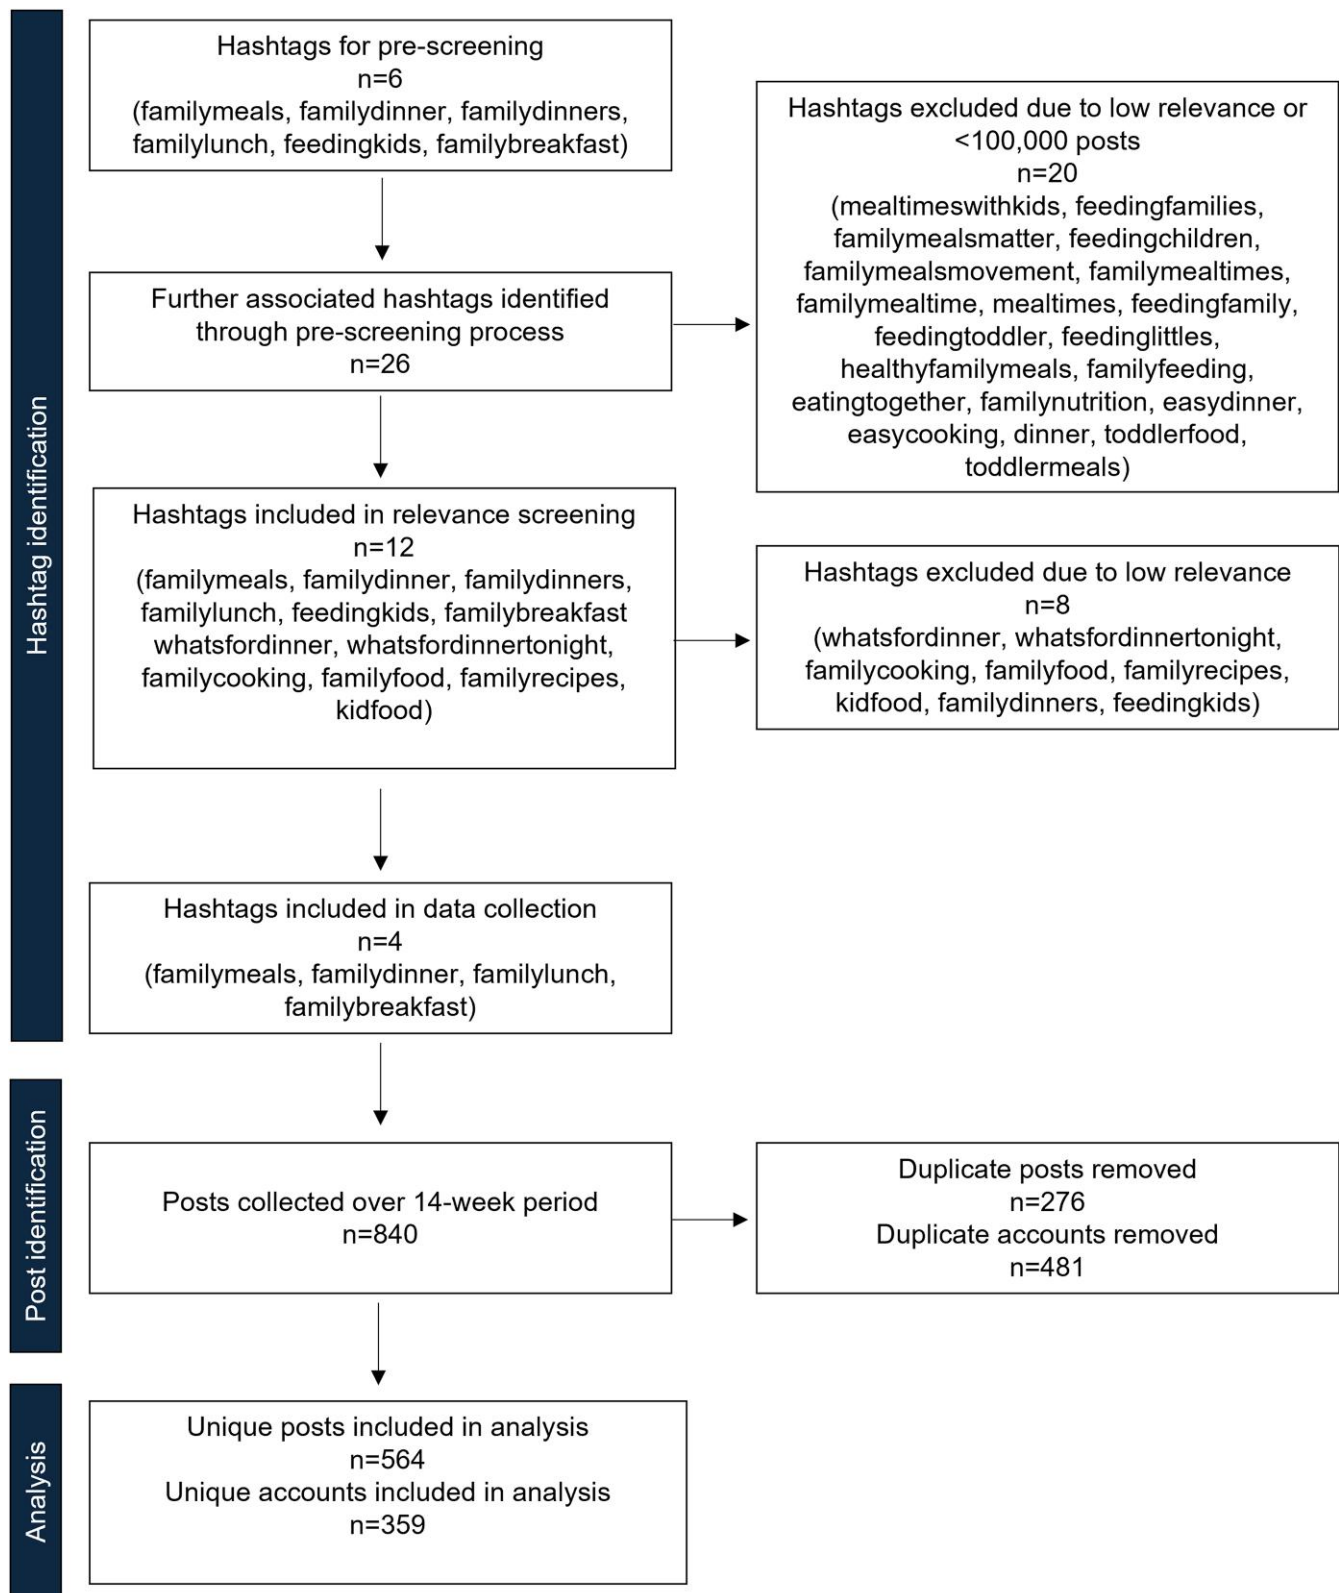 Hashtag identification
Hashtags for pre-screening
n=6
(familymeals, familydinner, familydinners,
familylunch, feedingkids, familybreakfast)
Hashtags excluded due to low relevance or
<100,000 posts
n=20
(mealtimeswithkids, feedingfamilies,
familymealsmatter, feedingchildren,
familymealsmovement, familymealtimes,
familymealtime, mealtimes, feedingfamily,
feedingtoddler, feedinglittles,
healthyfamilymeals, familyfeeding,
eatingtogether, familynutrition, easydinner,
easycooking, dinner, toddlerfood,
toddlermeals)
Further associated hashtags identified
through pre-screening process
n=26
Hashtags included in relevance screening
n=12
(familymeals, familydinner, familydinners,
familylunch, feedingkids, familybreakfast
whatsfordinner, whatsfordinnertonight,
familycooking, familyfood, familyrecipes,
kidfood)
Hashtags excluded due to low relevance
n=8
(whatsfordinner, whatsfordinnertonight,
familycooking, familyfood, familyrecipes,
kidfood, familydinners, feedingkids)
Hashtags included in data collection
n=4
(familymeals, familydinner, familylunch,
familybreakfast)
Post identification
Posts collected over 14-week period
n=840
Duplicate posts removed
n=276
Duplicate accounts removed
n=481
Analysis
Unique posts included in analysis
n=564
Unique accounts included in analysis
n=359